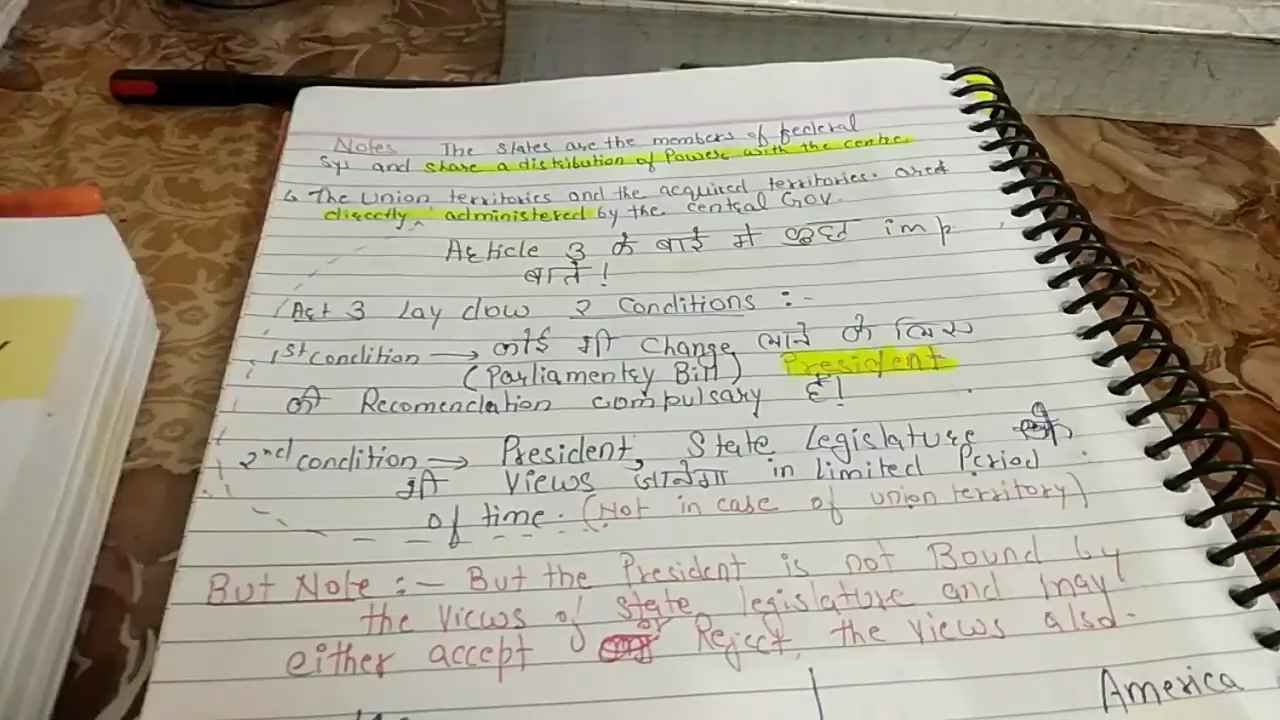 Notes The states are the members of federal
sys and share a distribution of Power with the centre.
↳ The Union territories and the acquired territories. ared
directly administered by the central Gov.
Article 3 के बारे में कुछ imp
बाते!
Art 3 Lay dow 2 Conditions :-
1st condition → कोई भी Change लाने के लिए
(Parliamentry Bill) President
की Recomendation compulsary है!
2nd condition → President, State Legislature
भी views जानेगा in limited Period
of time. (Not in case of union territory)
But Note :- But the President is not Bound by
the views of state legislature and may
either accept or Reject, the views also.
America